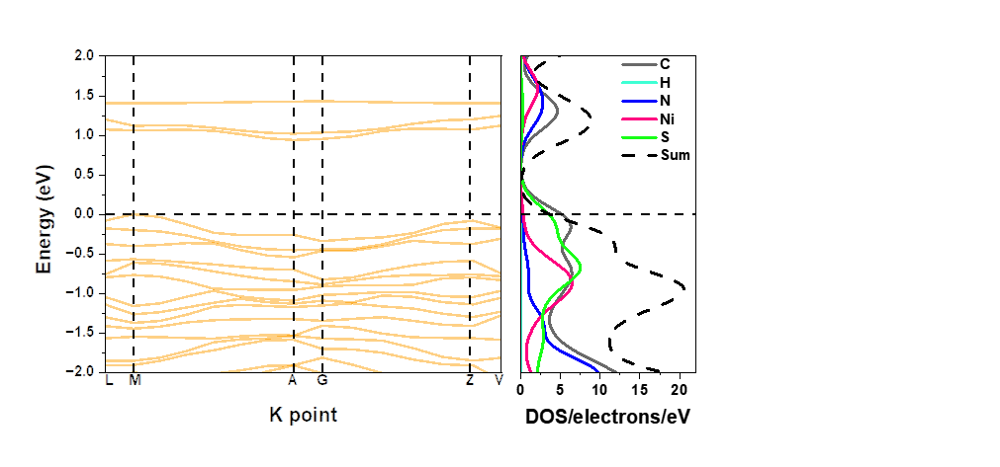 2.0
1.5
1.0
0.5
0.0
−0.5
−1.0
−1.5
−2.0
Energy (eV)
L M A G Z V
K point
C
H
N
Ni
S
Sum
0 5 10 15 20
DOS/electrons/eV